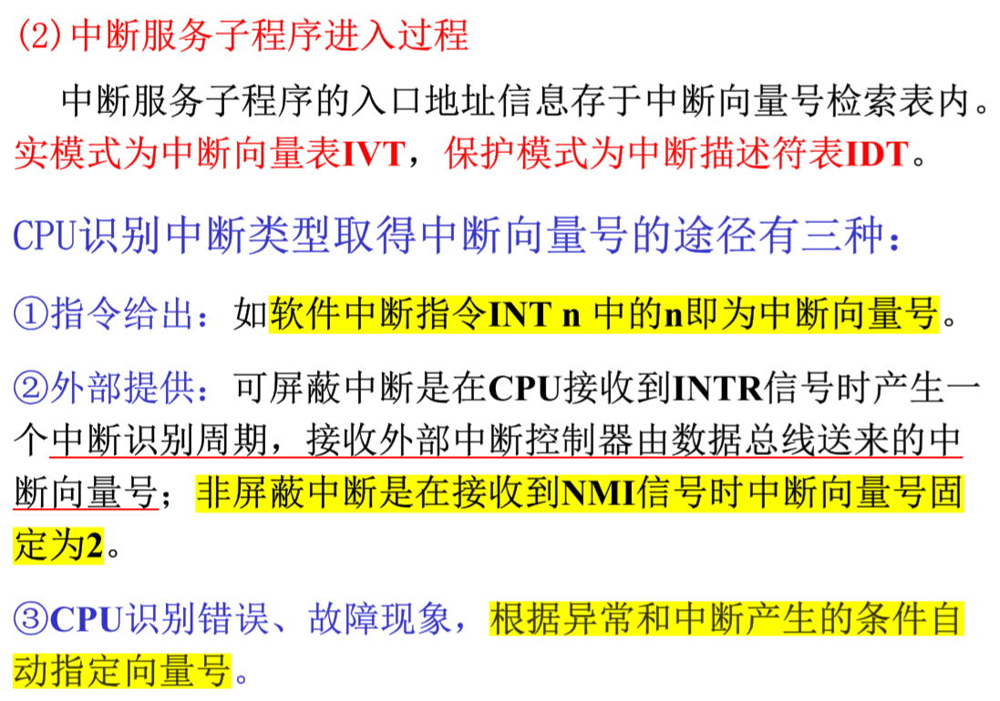 (2)中断服务子程序进入过程
中断服务子程序的入口地址信息存于中断向量号检索表内。
实模式为中断向量表IVT，保护模式为中断描述符表IDT。
CPU识别中断类型取得中断向量号的途径有三种：
①指令给出：如软件中断指令INT n 中的n即为中断向量号。
②外部提供：可屏蔽中断是在CPU接收到INTR信号时产生一
个中断识别周期，接收外部中断控制器由数据总线送来的中
断向量号；非屏蔽中断是在接收到NMI信号时中断向量号固
定为2。
③CPU识别错误、故障现象，根据异常和中断产生的条件自
动指定向量号。